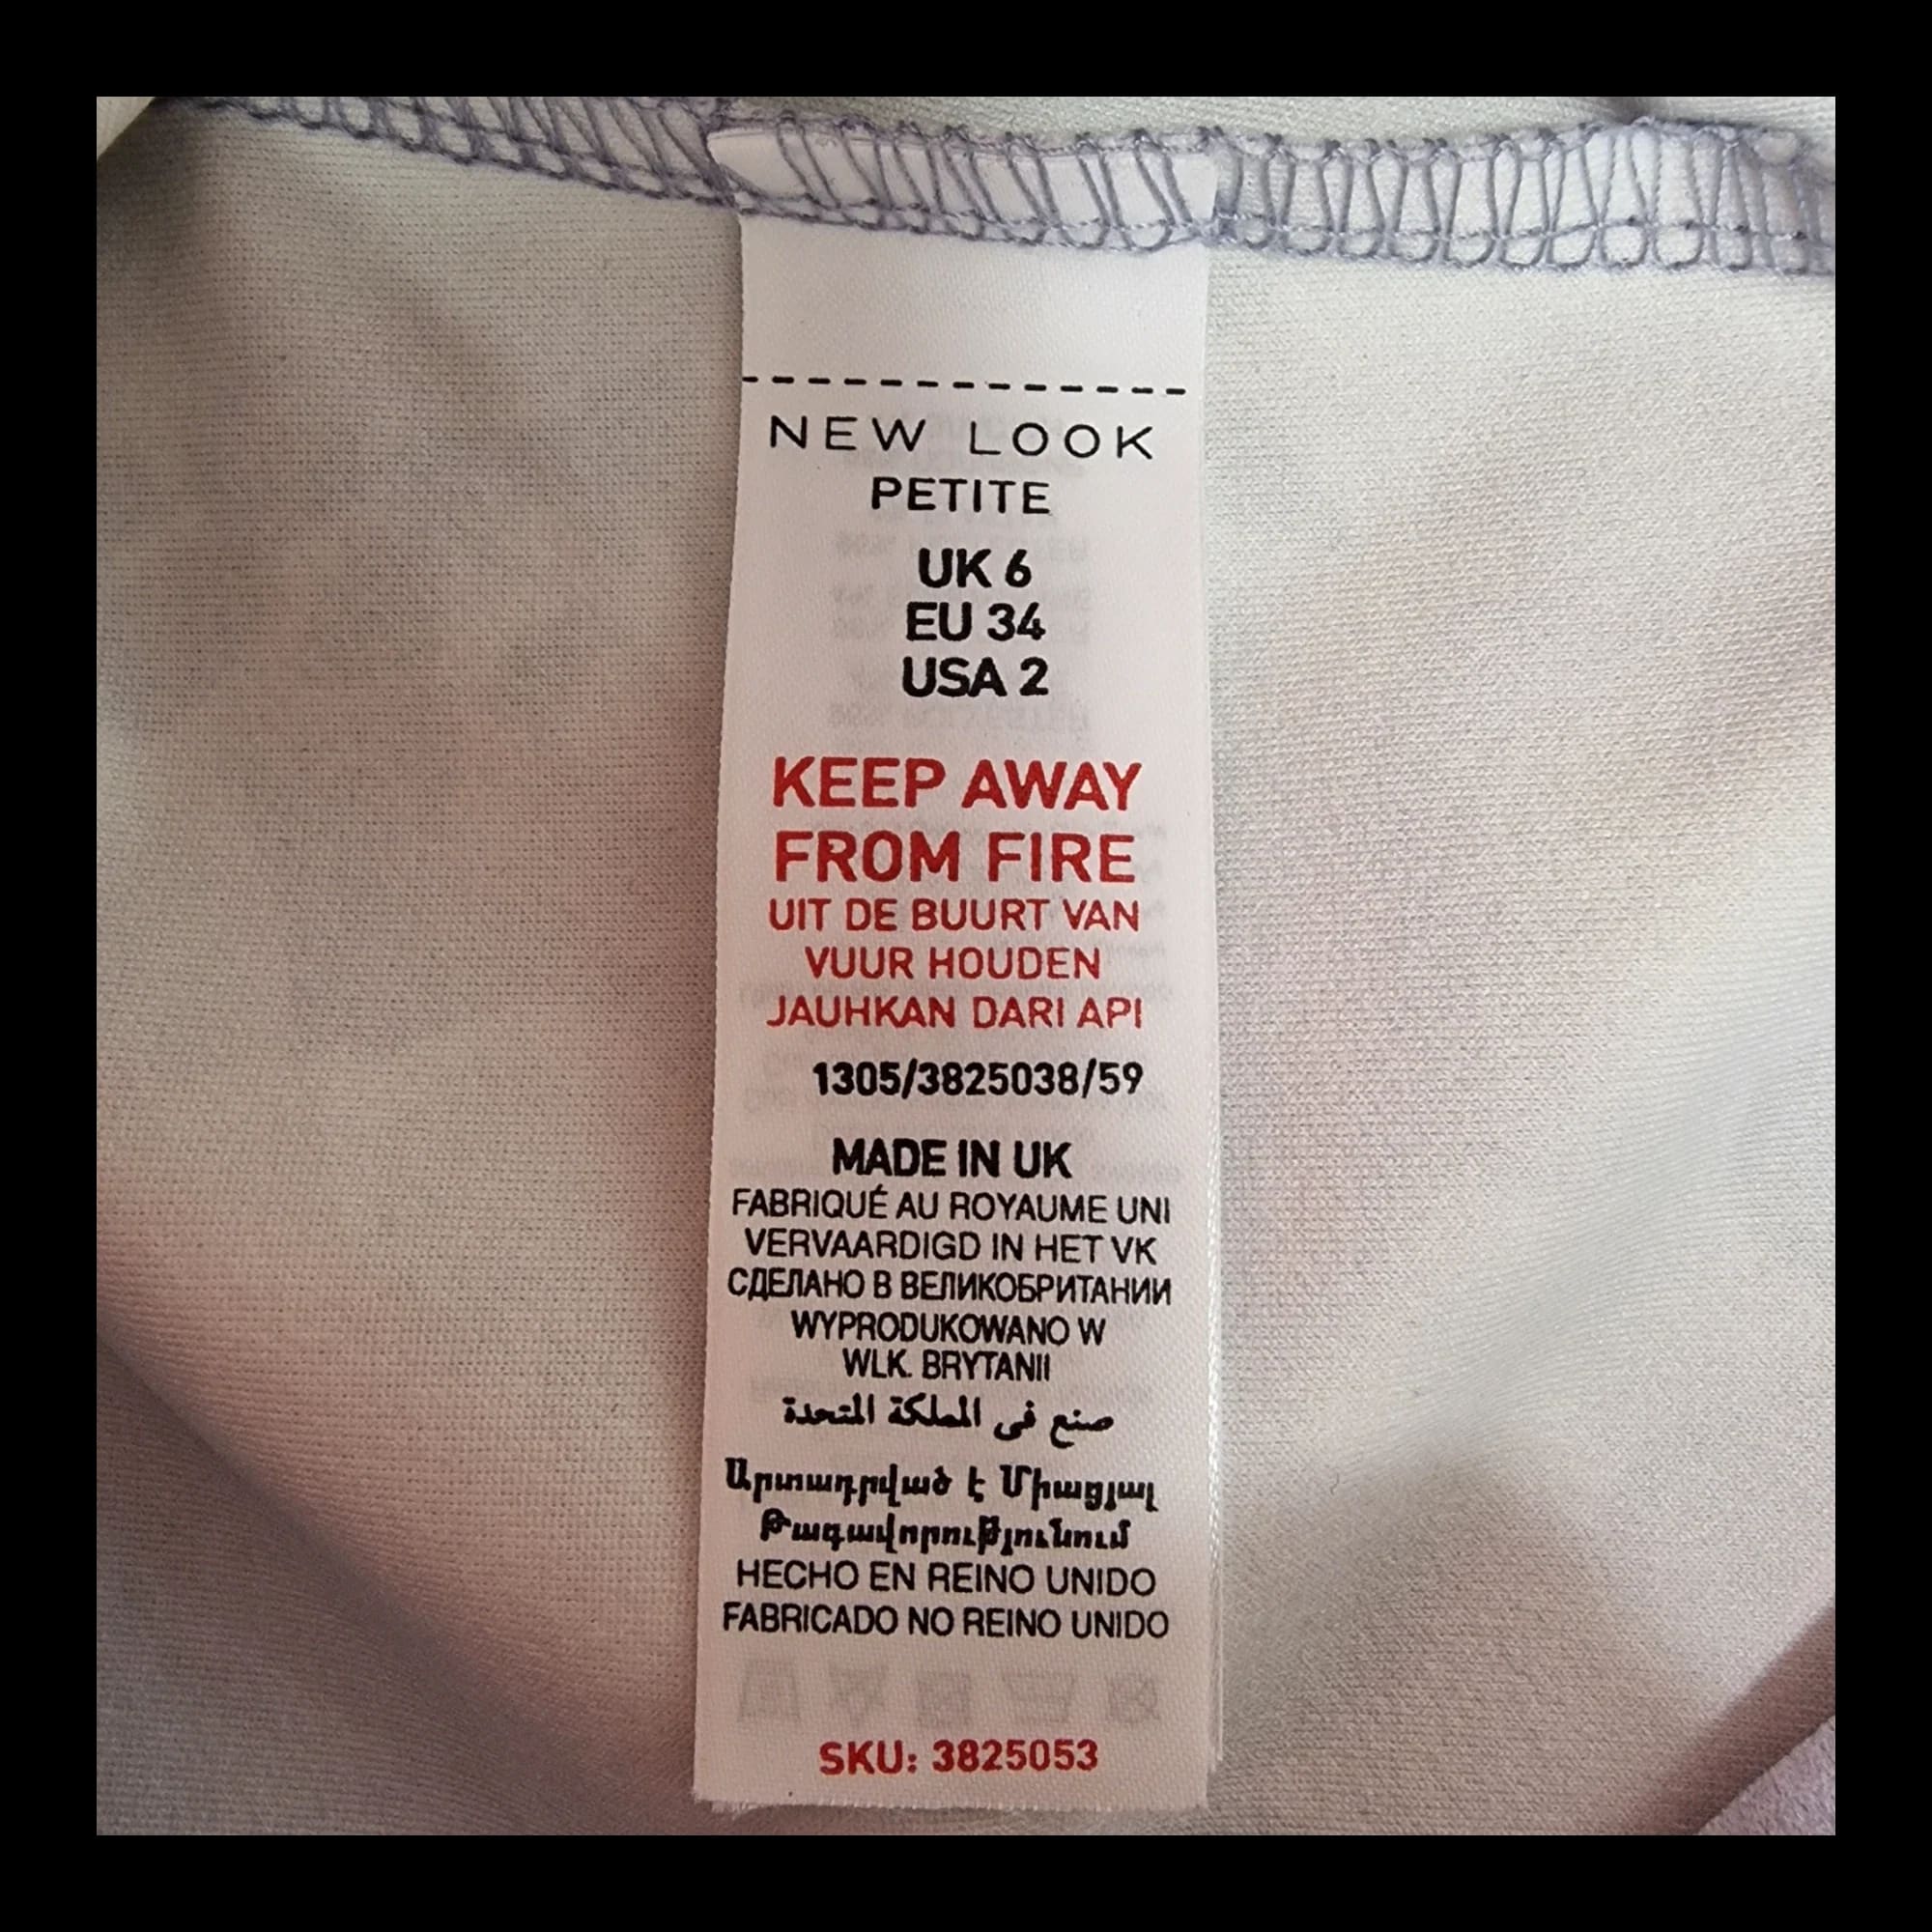 NEW LOOK
PETITE
UK 6
EU 34
USA 2
KEEP AWAY
FROM FIRE
UIT DE BUURT VAN
VUUR HOUDEN
JAUHKAN DARI API
1305/3825038/59
MADE IN UK
FABRIQUÉ AU ROYAUME UNI
VERVAARDIGD IN HET VK
СДЕЛАНО В ВЕЛИКОБРИТАНИИ
WYPRODUKOWANO W
WLK. BRYTANII
صنع في المملكة المتحدة
Արտադրված է Միացյալ
Թագավորությունում
HECHO EN REINO UNIDO
FABRICADO NO REINO UNIDO
SKU: 3825053